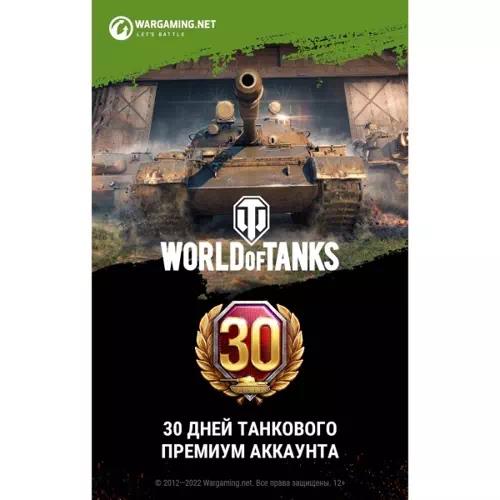 WARGAMING.NET
LET'S BATTLE
WORLD OF TANKS
30
30 ДНЕЙ ТАНКОВОГО
ПРЕМИУМ АККАУНТА
© 2012—2022 Wargaming.net. Все права защищены. 12+